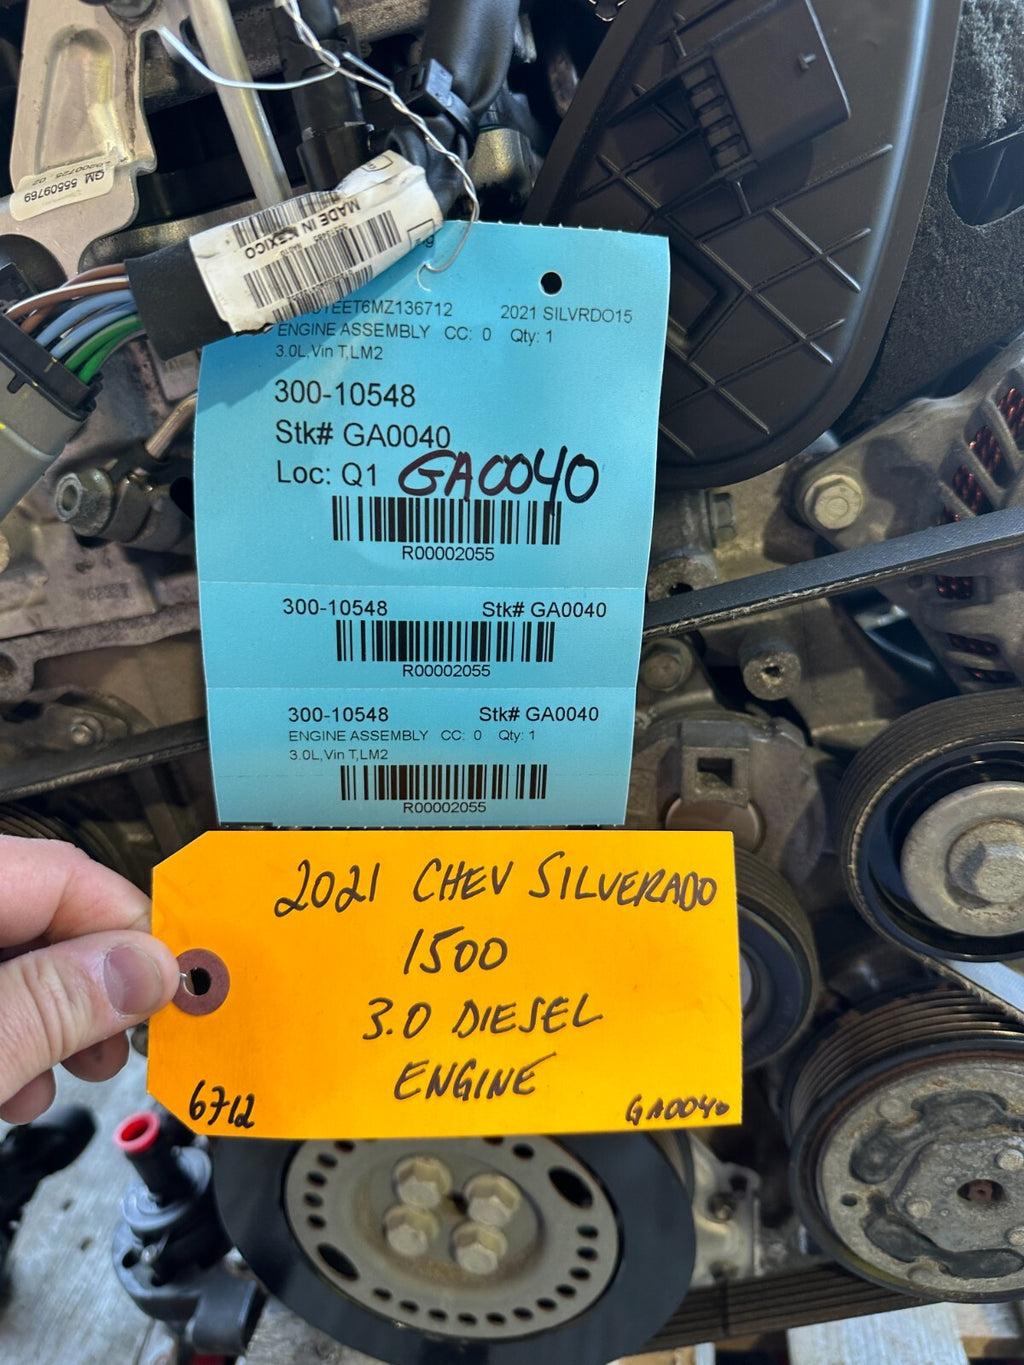 GM 55509769
MADE IN MEXICO
EET6MZ136712 2021 SILVRDO15
ENGINE ASSEMBLY CC: 0 Qty: 1
3.0L,Vin T,LM2
300-10548
Stk# GA0040
Loc: Q1 GA0040
R00002055
300-10548 Stk# GA0040
R00002055
300-10548 Stk# GA0040
ENGINE ASSEMBLY CC: 0 Qty: 1
3.0L,Vin T,LM2
R00002055
2021 CHEV SILVERADO
1500
3.0 DIESEL
ENGINE
6712 GA0040